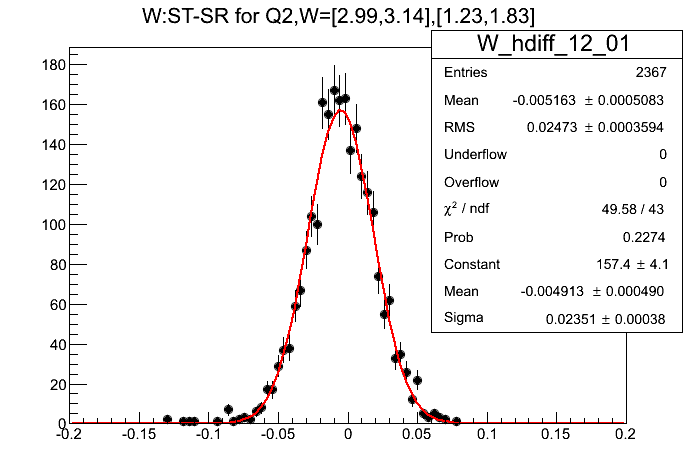 W:ST-SR for Q2,W=[2.99,3.14],[1.23,1.83]
W_hdiff_12_01
Entries 2367
Mean -0.005163 ± 0.0005083
RMS 0.02473 ± 0.0003594
Underflow 0
Overflow 0
χ² / ndf 49.58 / 43
Prob 0.2274
Constant 157.4 ± 4.1
Mean -0.004913 ± 0.000490
Sigma 0.02351 ± 0.00038
180
160
140
120
100
80
60
40
20
0
-0.2 -0.15 -0.1 -0.05 0 0.05 0.1 0.15 0.2